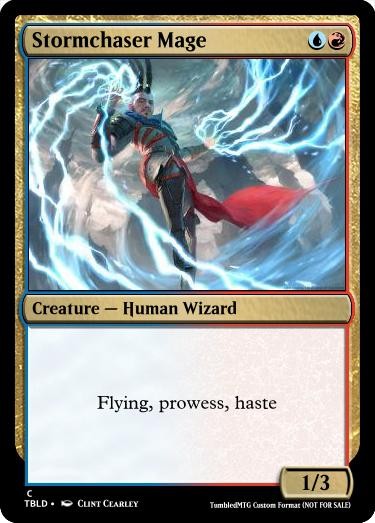 Stormchaser Mage
Creature — Human Wizard
Flying, prowess, haste
1/3
C
TBLD • Clint Cearley
TumbledMTG Custom Format (NOT FOR SALE)